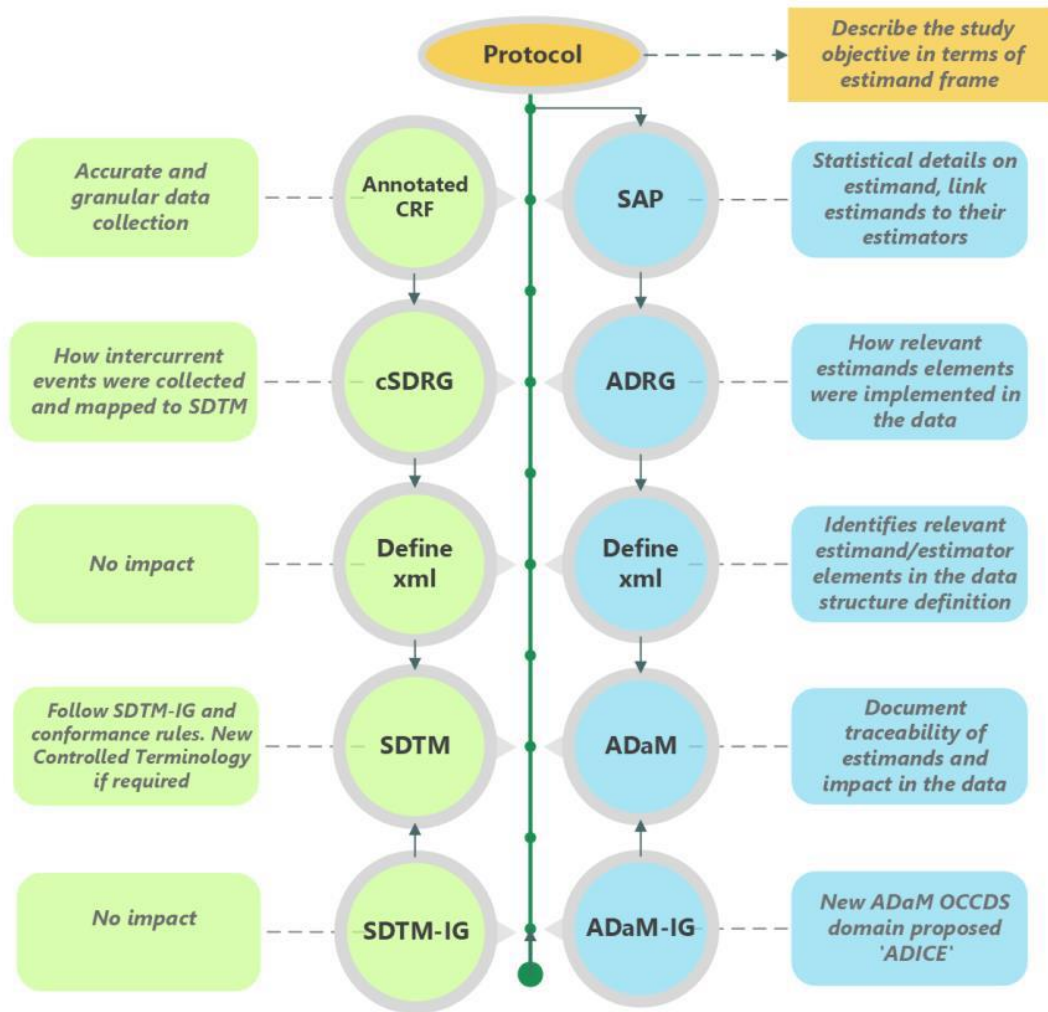 Protocol
Describe the study
objective in terms of
estimand frame
Accurate and
granular data
collection
Annotated
CRF
SAP
Statistical details on
estimand, link
estimands to their
estimators
How intercurrent
events were collected
and mapped to SDTM
cSDRG
ADRG
How relevant
estimands elements
were implemented in
the data
No impact
Define
xml
Define
xml
Identifies relevant
estimand/estimator
elements in the data
structure definition
Follow SDTM-IG and
conformance rules. New
Controlled Terminology
if required
SDTM
ADaM
Document
traceability of
estimands and
impact in the data
No impact
SDTM-IG
ADaM-IG
New ADaM OCCDS
domain proposed
'ADICE'